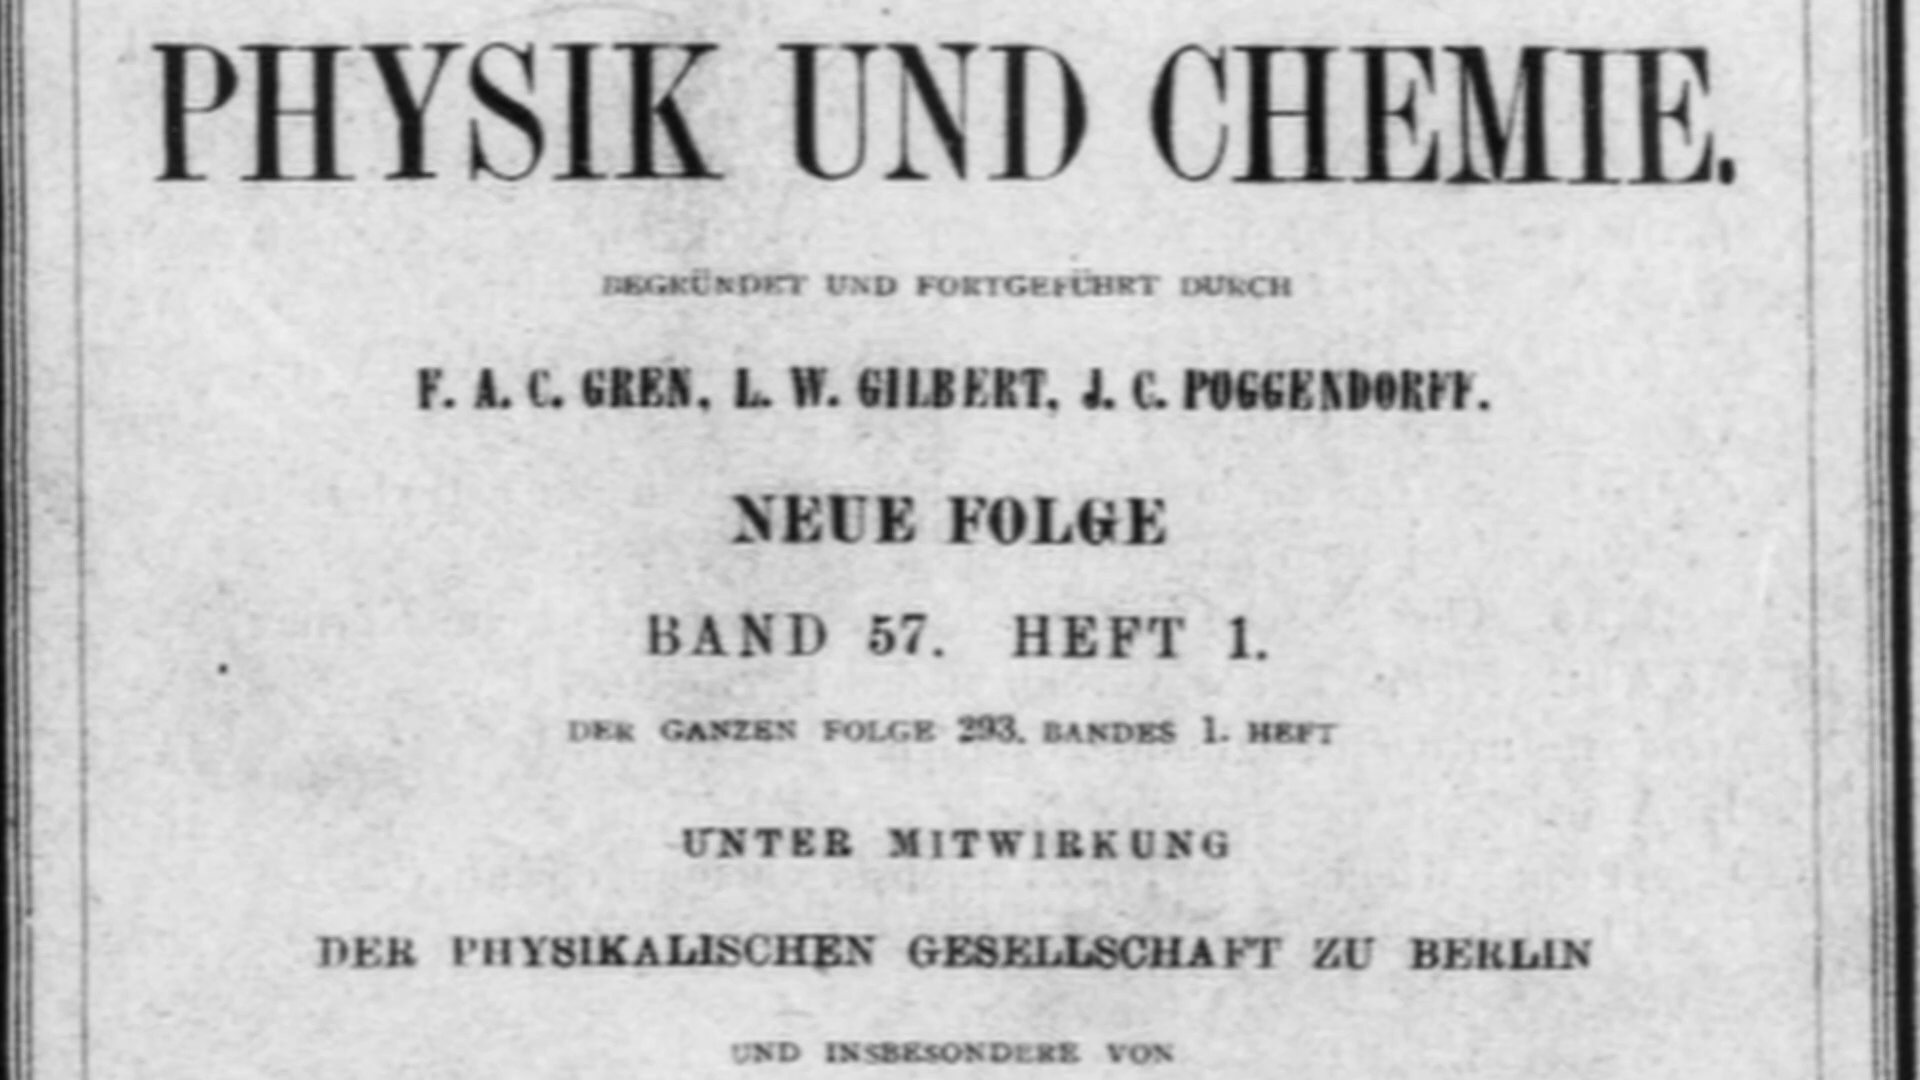 PHYSIK UND CHEMIE.
BEGRÜNDET UND FORTGEFÜHRT DURCH
F. A. C. GREN, L. W. GILBERT, J. C. POGGENDORFF.
NEUE FOLGE
BAND 57. HEFT 1.
DER GANZEN FOLGE 293. BANDES 1. HEFT
UNTER MITWIRKUNG
DER PHYSIKALISCHEN GESELLSCHAFT ZU BERLIN
UND INSBESONDERE VON